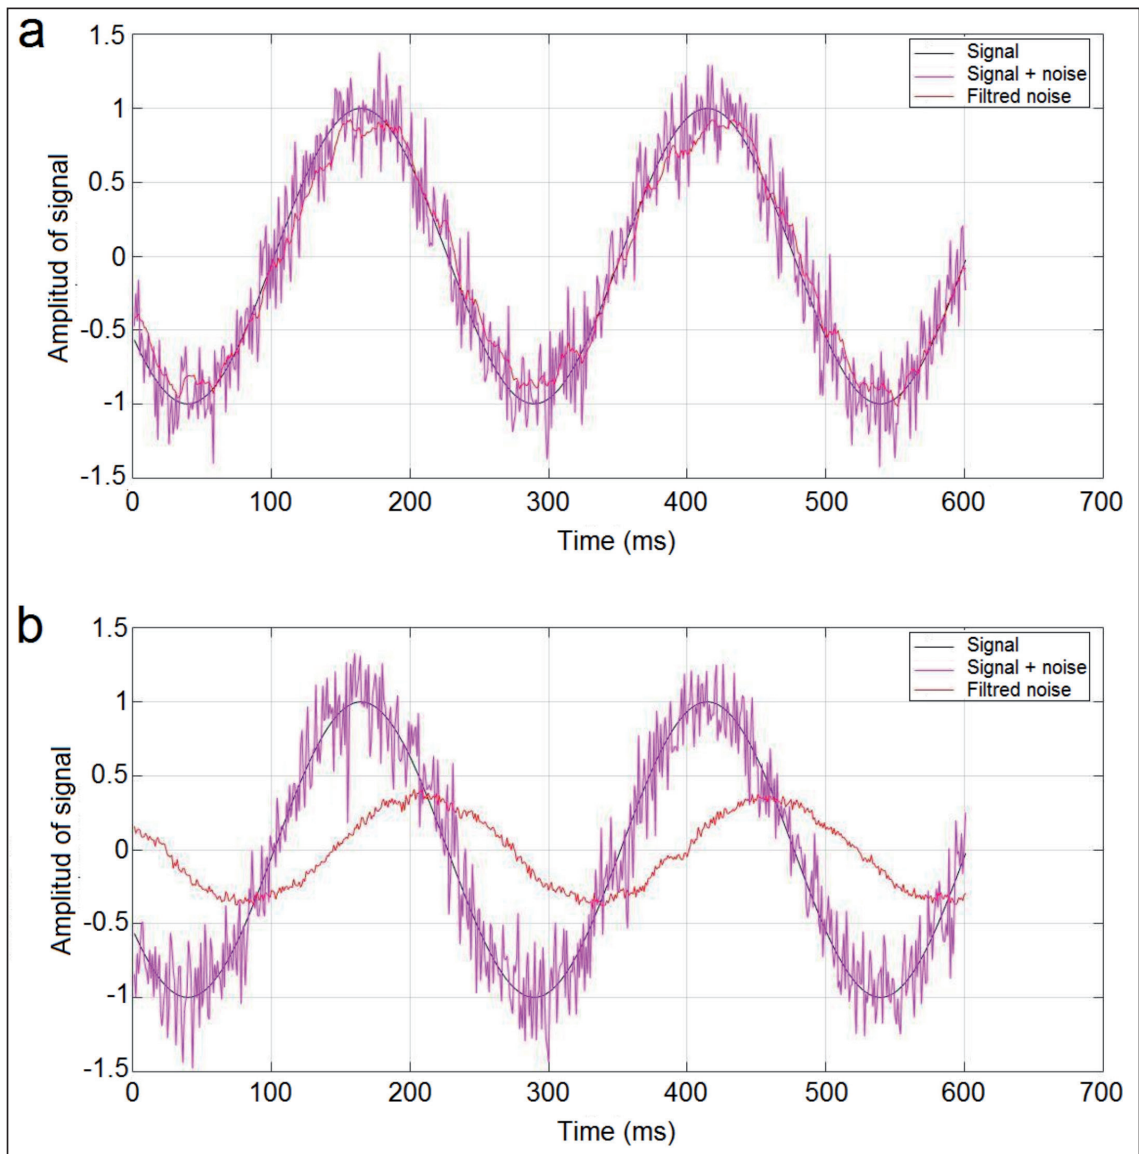 a
Signal
Signal + noise
Filtred noise
Amplitud of signal
1.5
1
0.5
0
-0.5
-1
-1.5
0 100 200 300 400 500 600 700
Time (ms)
b
Signal
Signal + noise
Filtred noise
Amplitud of signal
1.5
1
0.5
0
-0.5
-1
-1.5
0 100 200 300 400 500 600 700
Time (ms)